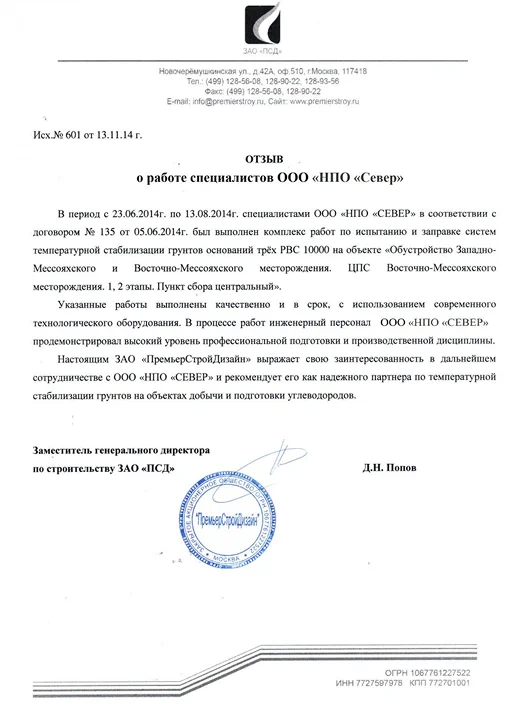 ЗАО «ПСД»
Новочерёмушкинская ул., д.42А, оф.510, г.Москва, 117418
Тел.: (499) 128-56-08, 128-90-22, 128-93-56
Факс: (499) 128-56-08, 128-90-22
E-mail: info@premierstroy.ru, Сайт: www.premierstroy.ru
Исх.№ 601 от 13.11.14 г.
ОТЗЫВ
о работе специалистов ООО «НПО «Север»
В период с 23.06.2014г. по 13.08.2014г. специалистами ООО «НПО «СЕВЕР» в соответствии с
договором № 135 от 05.06.2014г. был выполнен комплекс работ по испытанию и заправке систем
температурной стабилизации грунтов оснований трёх РВС 10000 на объекте «Обустройство Западно-
Мессояхского и Восточно-Мессояхского месторождения. ЦПС Восточно-Мессояхского
месторождения. 1, 2 этапы. Пункт сбора центральный».
Указанные работы выполнены качественно и в срок, с использованием современного
технологического оборудования. В процессе работ инженерный персонал ООО «НПО «СЕВЕР»
продемонстрировал высокий уровень профессиональной подготовки и производственной дисциплины.
Настоящим ЗАО «ПремьерСтройДизайн» выражает свою заинтересованность в дальнейшем
сотрудничестве с ООО «НПО «СЕВЕР» и рекомендует его как надежного партнера по температурной
стабилизации грунтов на объектах добычи и подготовки углеводородов.
Заместитель генерального директора
по строительству ЗАО «ПСД»
Д.Н. Попов
ЗАКРЫТОЕ АКЦИОНЕРНОЕ ОБЩЕСТВО ОГРН 1067761227522
"ПремьерСтройДизайн"
МОСКВА
ОГРН 1067761227522
ИНН 7727597978 КПП 772701001